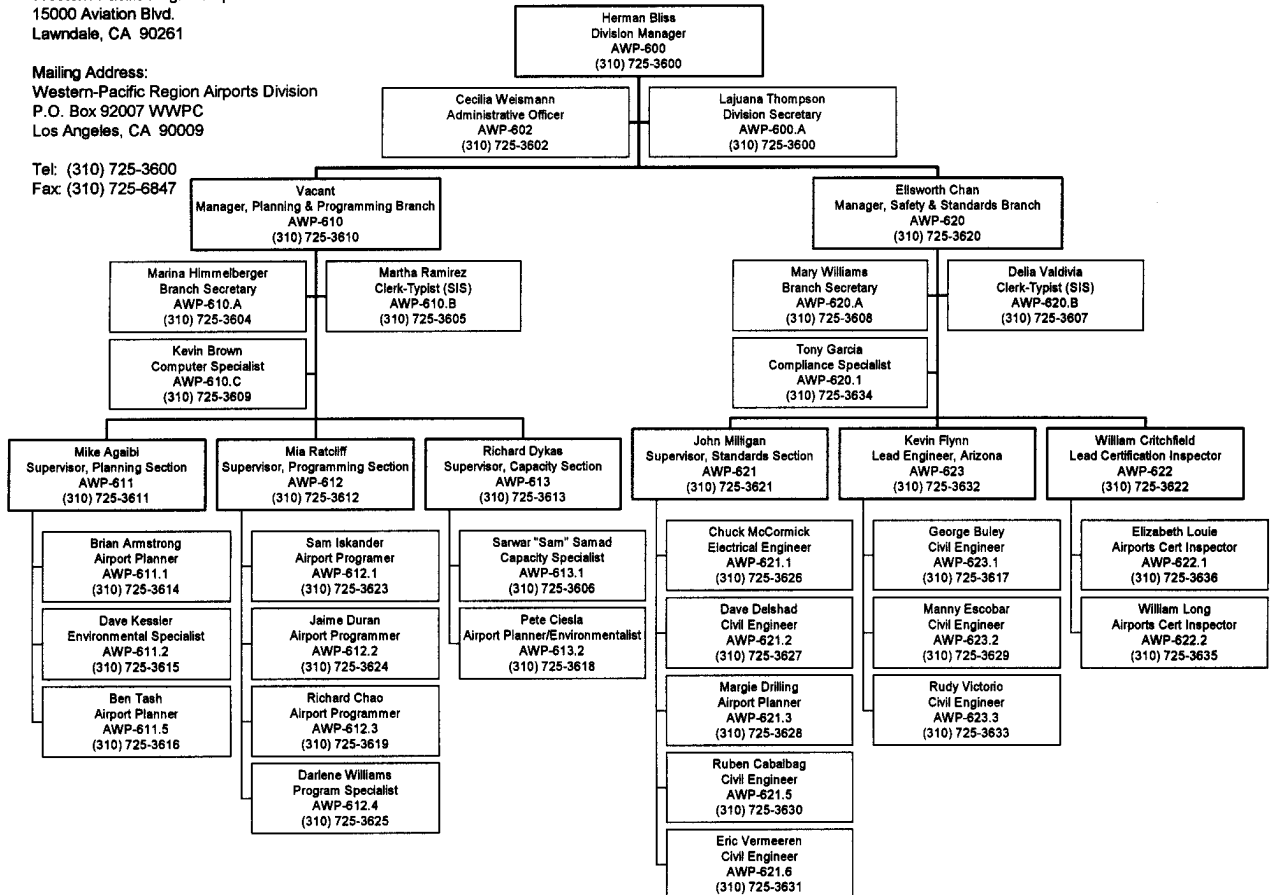 15000 Aviation Blvd.
Lawndale, CA 90261
Mailing Address:
Western-Pacific Region Airports Division
P.O. Box 92007 WWPC
Los Angeles, CA 90009
Tel: (310) 725-3600
Fax: (310) 725-6847
Herman Bliss
Division Manager
AWP-600
(310) 725-3600
Cecilia Weismann
Administrative Officer
AWP-602
(310) 725-3602
Lajuana Thompson
Division Secretary
AWP-600.A
(310) 725-3600
Vacant
Manager, Planning & Programming Branch
AWP-610
(310) 725-3610
Ellsworth Chan
Manager, Safety & Standards Branch
AWP-620
(310) 725-3620
Marina Himmelberger
Branch Secretary
AWP-610.A
(310) 725-3604
Martha Ramirez
Clerk-Typist (SIS)
AWP-610.B
(310) 725-3605
Kevin Brown
Computer Specialist
AWP-610.C
(310) 725-3609
Mary Williams
Branch Secretary
AWP-620.A
(310) 725-3608
Delia Valdivia
Clerk-Typist (SIS)
AWP-620.B
(310) 725-3607
Tony Garcia
Compliance Specialist
AWP-620.1
(310) 725-3634
Mike Agaibi
Supervisor, Planning Section
AWP-611
(310) 725-3611
Mia Ratcliff
Supervisor, Programming Section
AWP-612
(310) 725-3612
Richard Dykas
Supervisor, Capacity Section
AWP-613
(310) 725-3613
John Milligan
Supervisor, Standards Section
AWP-621
(310) 725-3621
Kevin Flynn
Lead Engineer, Arizona
AWP-623
(310) 725-3632
William Critchfield
Lead Certification Inspector
AWP-622
(310) 725-3622
Brian Armstrong
Airport Planner
AWP-611.1
(310) 725-3614
Dave Kessler
Environmental Specialist
AWP-611.2
(310) 725-3615
Ben Tash
Airport Planner
AWP-611.5
(310) 725-3616
Sam Iskander
Airport Programer
AWP-612.1
(310) 725-3623
Jaime Duran
Airport Programmer
AWP-612.2
(310) 725-3624
Richard Chao
Airport Programmer
AWP-612.3
(310) 725-3619
Darlene Williams
Program Specialist
AWP-612.4
(310) 725-3625
Sarwar "Sam" Samad
Capacity Specialist
AWP-613.1
(310) 725-3606
Pete Ciesla
Airport Planner/Environmentalist
AWP-613.2
(310) 725-3618
Chuck McCormick
Electrical Engineer
AWP-621.1
(310) 725-3626
Dave Delshad
Civil Engineer
AWP-621.2
(310) 725-3627
Margie Drilling
Airport Planner
AWP-621.3
(310) 725-3628
Ruben Cabalbag
Civil Engineer
AWP-621.5
(310) 725-3630
Eric Vermeeren
Civil Engineer
AWP-621.6
(310) 725-3631
George Buley
Civil Engineer
AWP-623.1
(310) 725-3617
Manny Escobar
Civil Engineer
AWP-623.2
(310) 725-3629
Rudy Victorio
Civil Engineer
AWP-623.3
(310) 725-3633
Elizabeth Louie
Airports Cert Inspector
AWP-622.1
(310) 725-3636
William Long
Airports Cert Inspector
AWP-622.2
(310) 725-3635